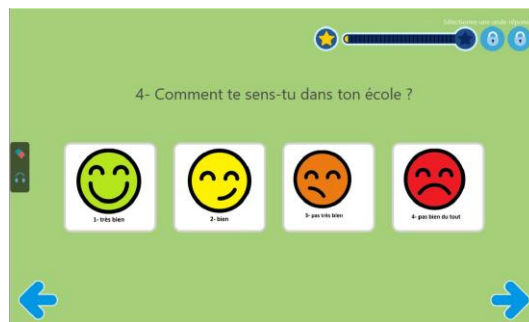 Sélectionne une seule réponse
4- Comment te sens-tu dans ton école ?
1- très bien
2- bien
3- pas très bien
4- pas bien du tout